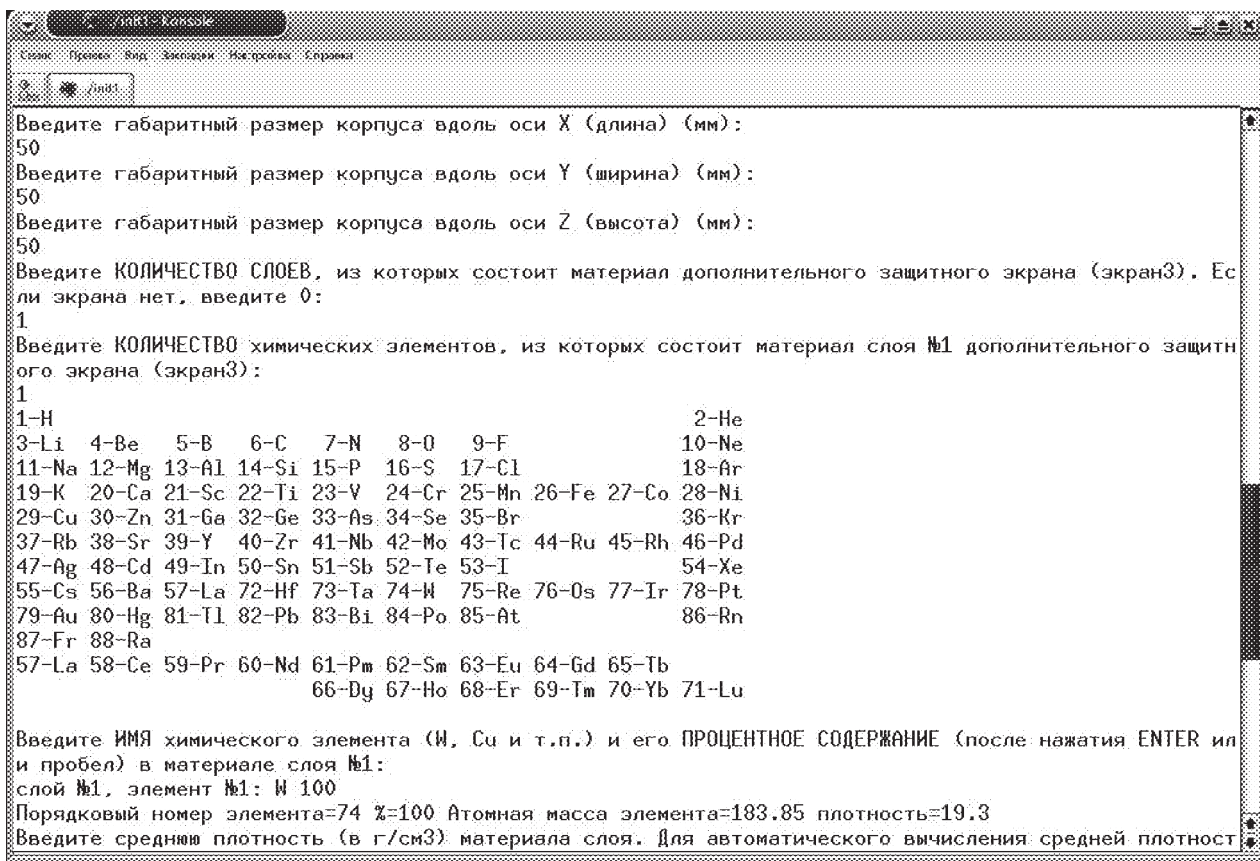 ./init1 - Konsole
Сеанс Правка Вид Закладки Настройка Справка
./init1
Введите габаритный размер корпуса вдоль оси X (длина) (мм):
50
Введите габаритный размер корпуса вдоль оси Y (ширина) (мм):
50
Введите габаритный размер корпуса вдоль оси Z (высота) (мм):
50
Введите КОЛИЧЕСТВО СЛОЕВ, из которых состоит материал дополнительного защитного экрана (экран3). Ес
ли экрана нет, введите 0:
1
Введите КОЛИЧЕСТВО химических элементов, из которых состоит материал слоя №1 дополнительного защитн
ого экрана (экран3):
1
1-H 2-He
3-Li 4-Be 5-B 6-C 7-N 8-O 9-F 10-Ne
11-Na 12-Mg 13-Al 14-Si 15-P 16-S 17-Cl 18-Ar
19-K 20-Ca 21-Sc 22-Ti 23-V 24-Cr 25-Mn 26-Fe 27-Co 28-Ni
29-Cu 30-Zn 31-Ga 32-Ge 33-As 34-Se 35-Br 36-Kr
37-Rb 38-Sr 39-Y 40-Zr 41-Nb 42-Mo 43-Tc 44-Ru 45-Rh 46-Pd
47-Ag 48-Cd 49-In 50-Sn 51-Sb 52-Te 53-I 54-Xe
55-Cs 56-Ba 57-La 72-Hf 73-Ta 74-W 75-Re 76-Os 77-Ir 78-Pt
79-Au 80-Hg 81-Tl 82-Pb 83-Bi 84-Po 85-At 86-Rn
87-Fr 88-Ra
57-La 58-Ce 59-Pr 60-Nd 61-Pm 62-Sm 63-Eu 64-Gd 65-Tb
66-Dy 67-Ho 68-Er 69-Tm 70-Yb 71-Lu
Введите ИМЯ химического элемента (W, Cu и т.п.) и его ПРОЦЕНТНОЕ СОДЕРЖАНИЕ (после нажатия ENTER ил
и пробел) в материале слоя №1:
слой №1, элемент №1: W 100
Порядковый номер элемента=74 %=100 Атомная масса элемента=183.85 плотность=19.3
Введите среднюю плотность (в г/см3) материала слоя. Для автоматического вычисления средней плотност